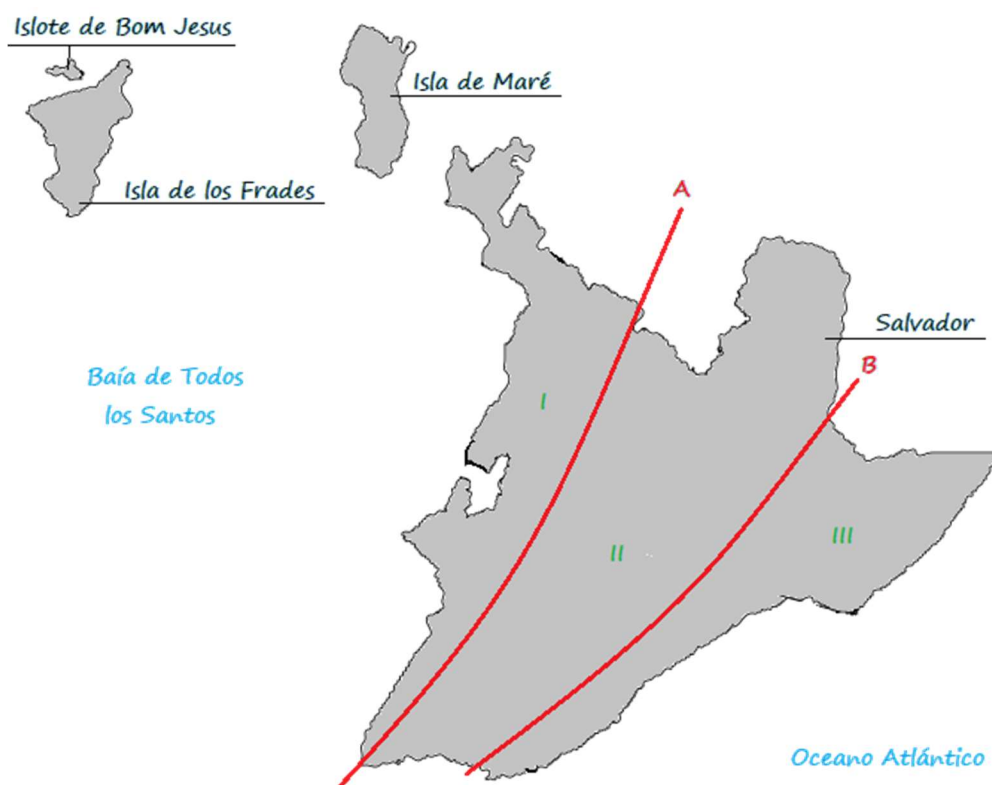 Islote de Bom Jesus
Isla de Maré
Isla de los Frades
A
Salvador
B
Baía de Todos
los Santos
I
II
III
Oceano Atlántico